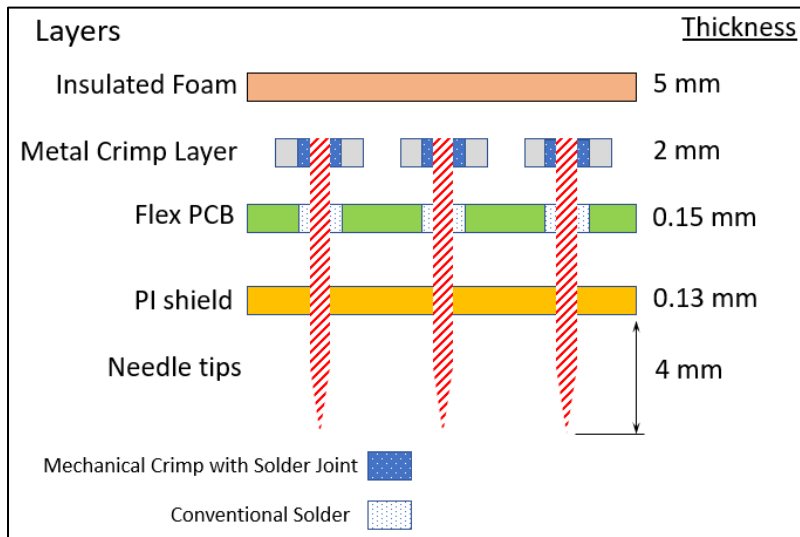 Layers
Thickness
Insulated Foam
5 mm
Metal Crimp Layer
2 mm
Flex PCB
0.15 mm
PI shield
0.13 mm
Needle tips
4 mm
Mechanical Crimp with Solder Joint
Conventional Solder